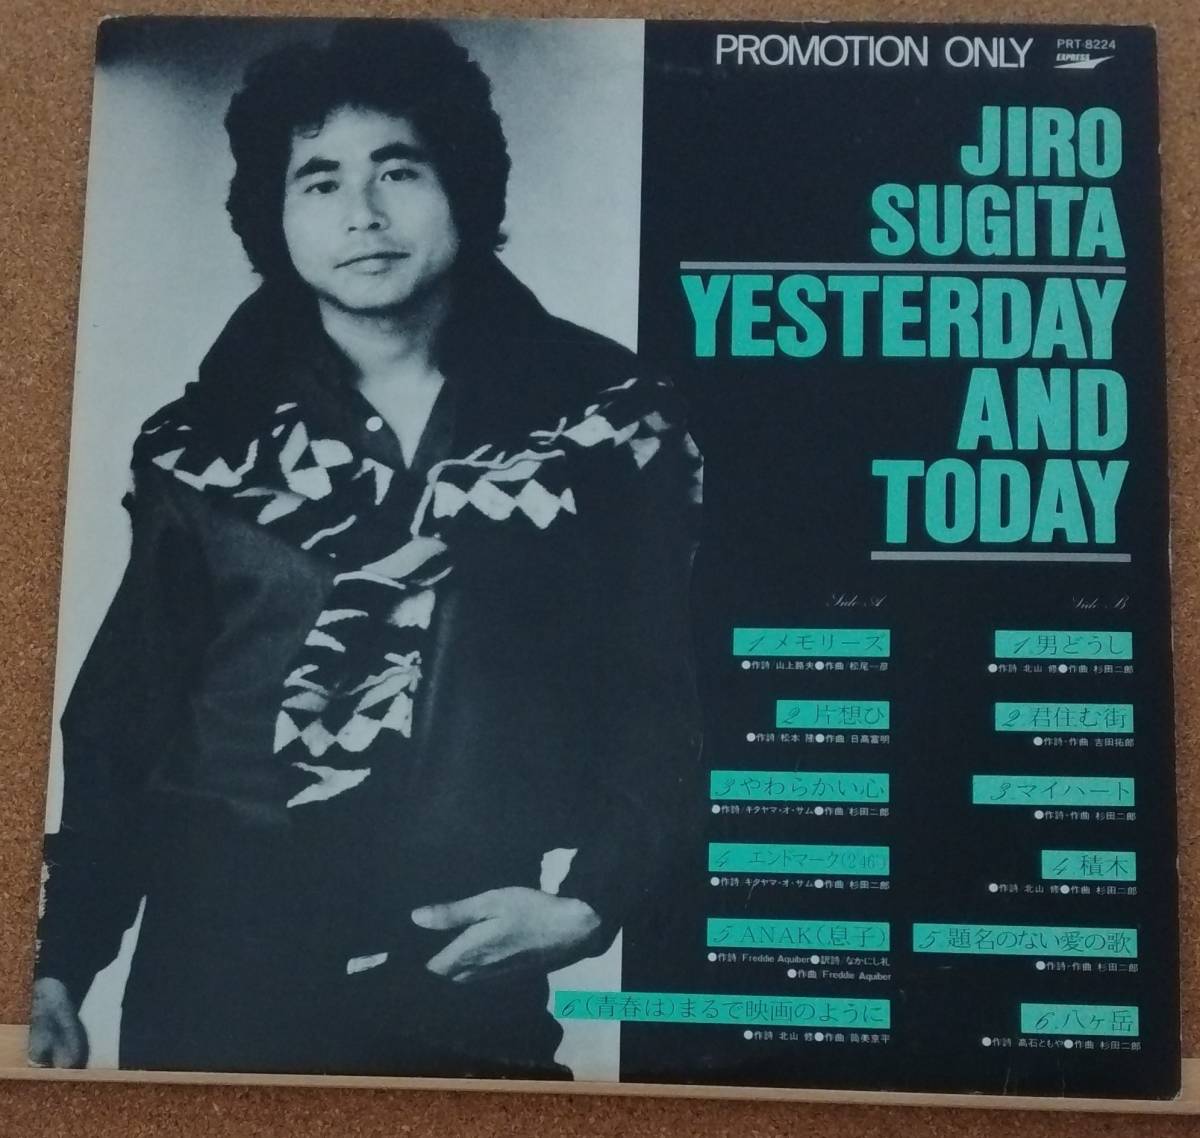 PROMOTION ONLY
PRT-8224
EXPRESS
JIRO
SUGITA
YESTERDAY
AND
TODAY
Side A
1 メモリーズ
●作詩/山上路夫●作曲/松尾一彦
2 片想ひ
●作詩/松本 隆●作曲/日高富明
3 やわらかい心
●作詩/キタヤマ・オ・サム●作曲/杉田二郎
4 エンドマーク(2'46")
●作詩/キタヤマ・オ・サム●作曲/杉田二郎
5 ANAK(息子)
●作詩/Freddie Aquiber●訳詩/なかにし礼
●作曲/Freddie Aquiber
6 (青春は)まるで映画のように
●作詩/北山 修●作曲/筒美京平
Side B
1. 男どうし
●作詩/北山 修●作曲/杉田二郎
2 君住む街
●作詩・作曲/吉田拓郎
3. マイハート
●作詩・作曲/杉田二郎
4. 積木
●作詩/北山 修●作曲/杉田二郎
5 題名のない愛の歌
●作詩・作曲/杉田二郎
6. 八ヶ岳
●作詩/高石ともや●作曲/杉田二郎